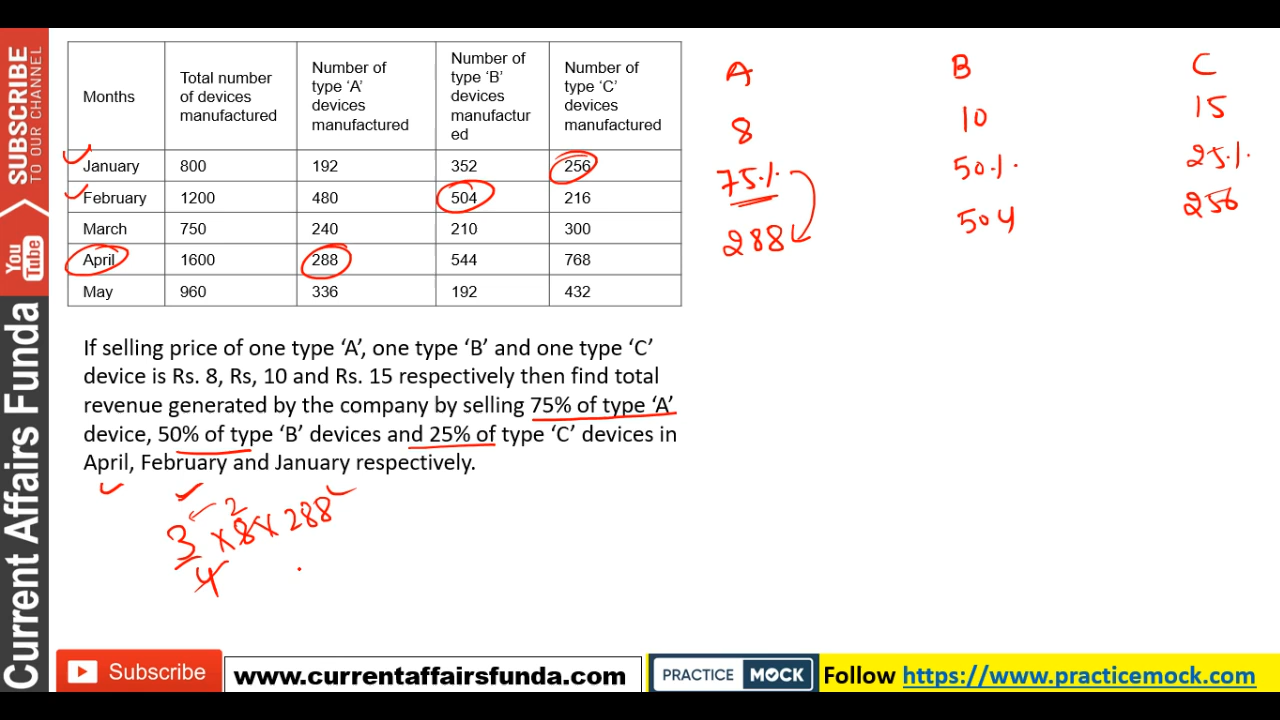 SUBSCRIBE
TO OUR CHANNEL
You Tube
Current Affairs Funda
Months Total number of devices manufactured Number of type ‘A’ devices manufactured Number of type ‘B’ devices manufactur ed Number of type ‘C’ devices manufactured
January 800 192 352 256
February 1200 480 504 216
March 750 240 210 300
April 1600 288 544 768
May 960 336 192 432
If selling price of one type ‘A’, one type ‘B’ and one type ‘C’
device is Rs. 8, Rs, 10 and Rs. 15 respectively then find total
revenue generated by the company by selling 75% of type ‘A’
device, 50% of type ‘B’ devices and 25% of type ‘C’ devices in
April, February and January respectively.
2
3 × 8 × 288
4
A B C
8 10 15
75% 50% 25%
288 504 256
Subscribe
www.currentaffairsfunda.com
PRACTICE MOCK
Follow https://www.practicemock.com